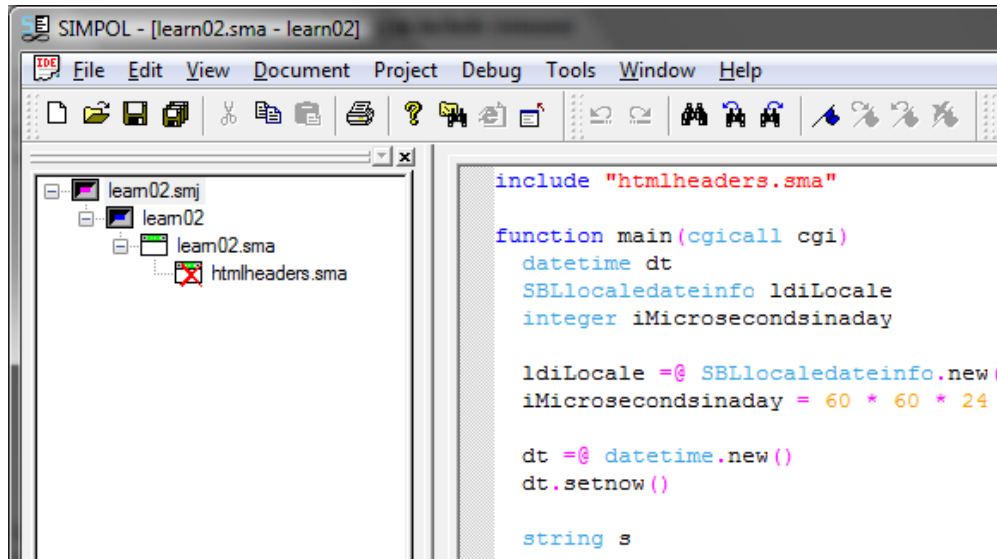 SIMPOL - [learn02.sma - learn02]
IDE File Edit View Document Project Debug Tools Window Help
learn02.smj
learn02
learn02.sma
htmlheaders.sma
include "htmlheaders.sma"
function main(cgicall cgi)
datetime dt
SBLlocaledateinfo ldiLocale
integer iMicrosecondsinaday
ldiLocale =@ SBLlocaledateinfo.new(
iMicrosecondsinaday = 60 * 60 * 24
dt =@ datetime.new()
dt.setnow()
string s